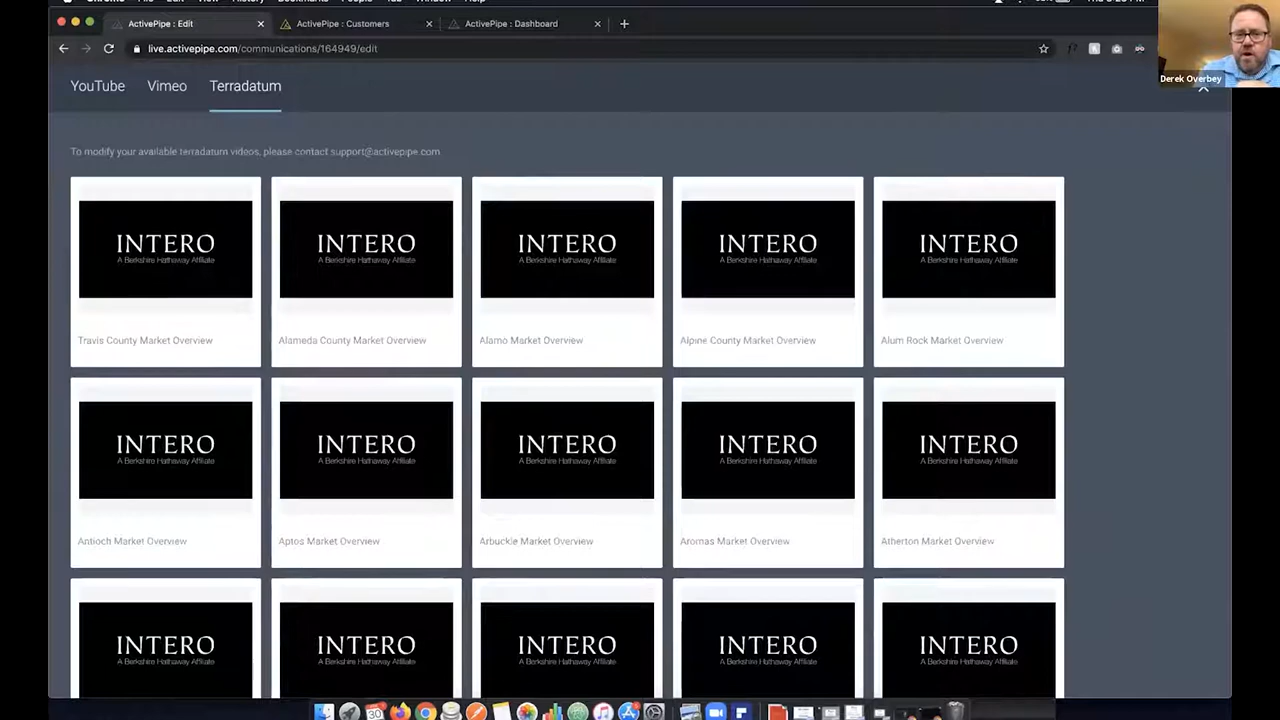 ActivePipe : Edit
ActivePipe : Customers
ActivePipe : Dashboard
live.activepipe.com/communications/164949/edit
Derek Overbey
YouTube
Vimeo
Terradatum
To modify your available terradatum videos, please contact support@activepipe.com
INTERO
A Berkshire Hathaway Affiliate
INTERO
A Berkshire Hathaway Affiliate
INTERO
A Berkshire Hathaway Affiliate
INTERO
A Berkshire Hathaway Affiliate
INTERO
A Berkshire Hathaway Affiliate
Travis County Market Overview
Alameda County Market Overview
Alamo Market Overview
Alpine County Market Overview
Alum Rock Market Overview
INTERO
A Berkshire Hathaway Affiliate
INTERO
A Berkshire Hathaway Affiliate
INTERO
A Berkshire Hathaway Affiliate
INTERO
A Berkshire Hathaway Affiliate
INTERO
A Berkshire Hathaway Affiliate
Antioch Market Overview
Aptos Market Overview
Arbuckle Market Overview
Aromas Market Overview
Atherton Market Overview
INTERO
A Berkshire Hathaway Affiliate
INTERO
A Berkshire Hathaway Affiliate
INTERO
A Berkshire Hathaway Affiliate
INTERO
A Berkshire Hathaway Affiliate
INTERO
A Berkshire Hathaway Affiliate
30